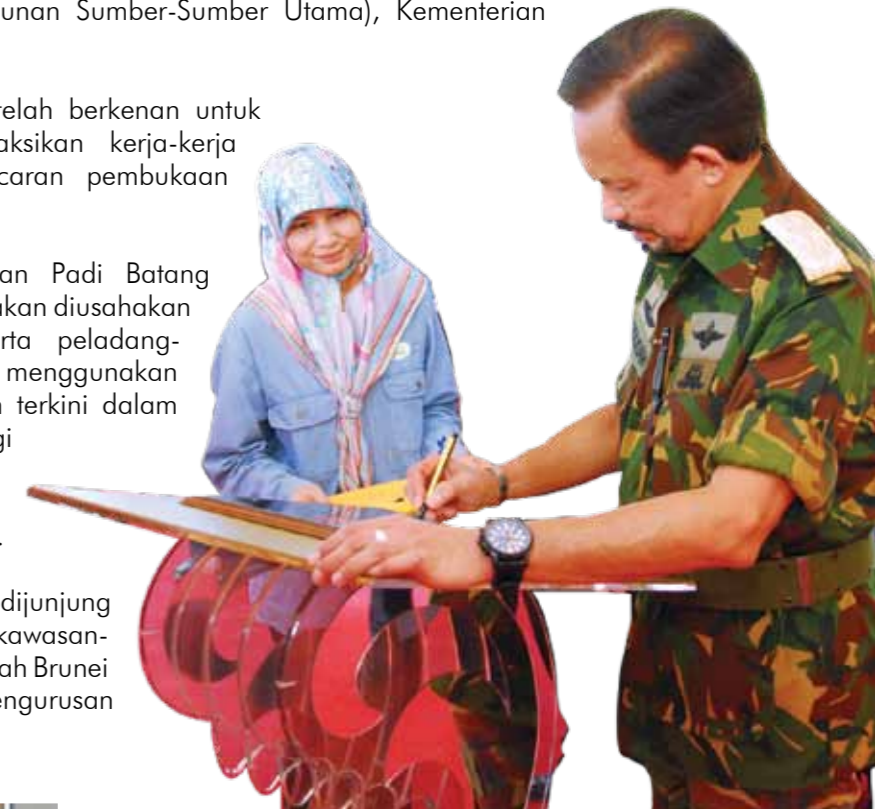 unan Sumber-Sumber Utama), Kementerian
telah berkenan untuk
aksikan kerja-kerja
caran pembukaan
an Padi Batang
akan diusahakan
rta peladang-
menggunakan
terkini dalam
gi
dijunjung
kawasan-
ah Brunei
engurusan